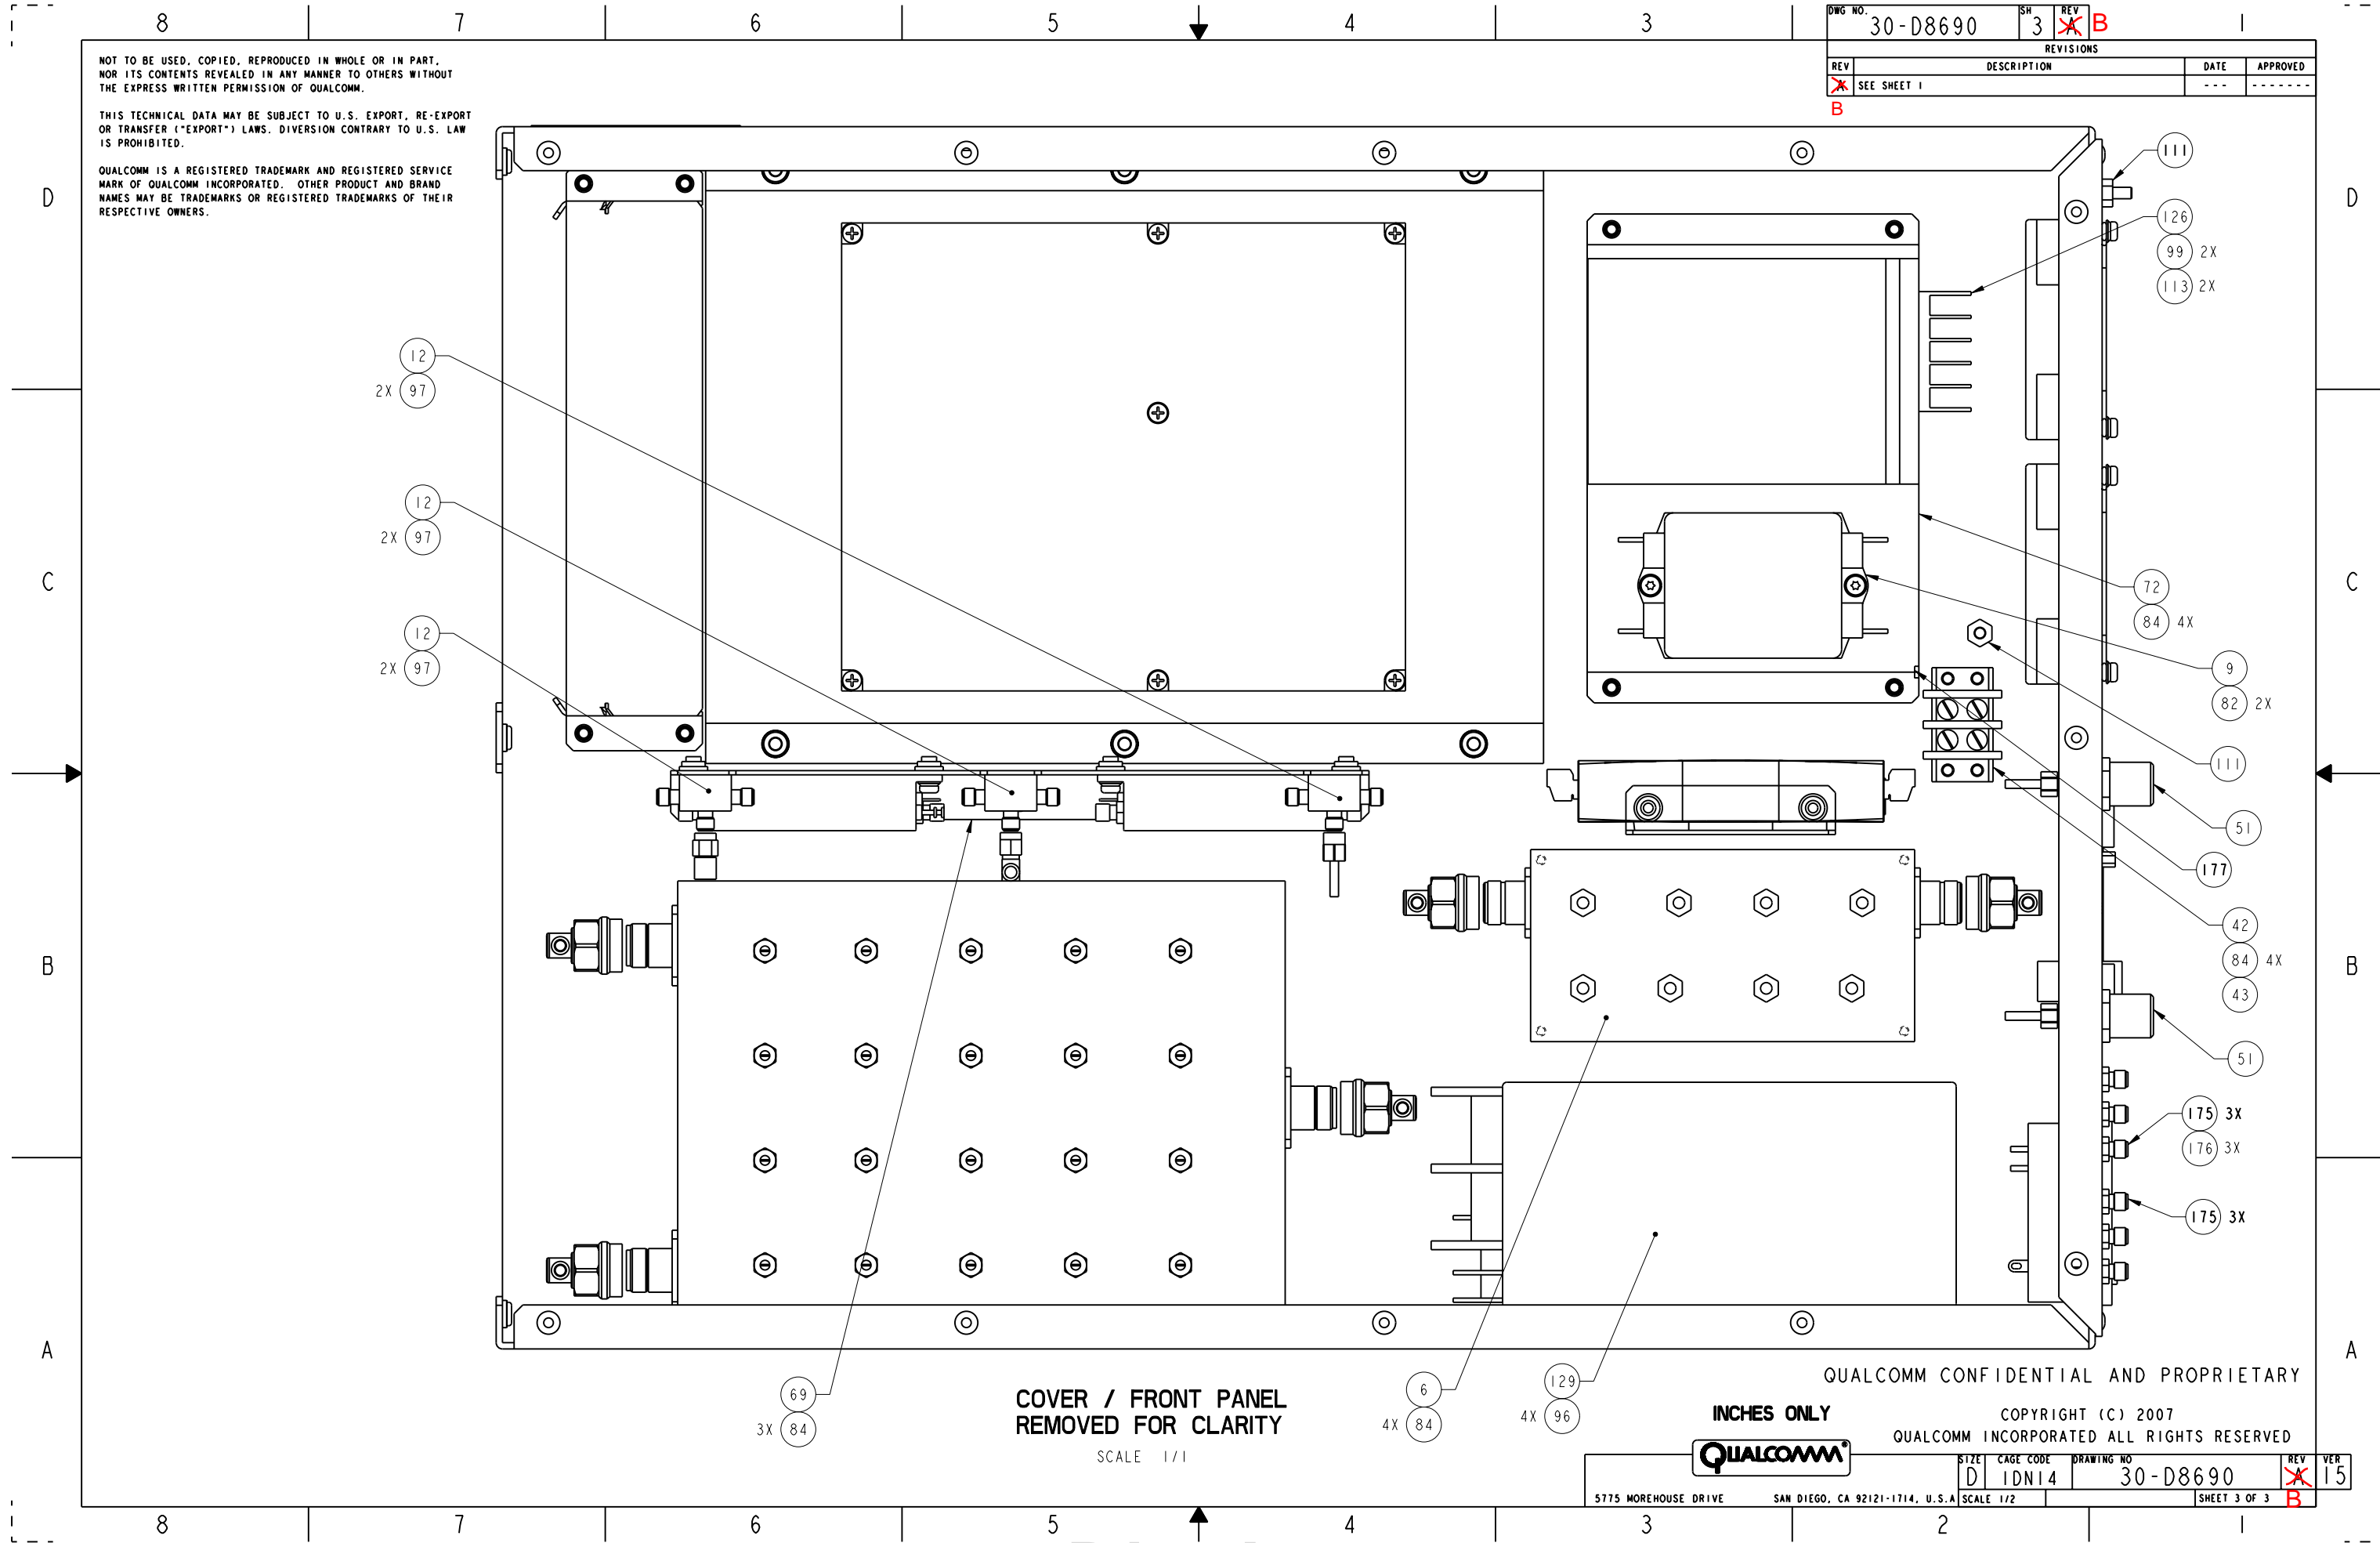 8 7 6 5 4 3 1
DWG NO. 30-D8690 SH 3 REV A B
REVISIONS
REV DESCRIPTION DATE APPROVED
A SEE SHEET 1 --- -------
B
NOT TO BE USED, COPIED, REPRODUCED IN WHOLE OR IN PART,
NOR ITS CONTENTS REVEALED IN ANY MANNER TO OTHERS WITHOUT
THE EXPRESS WRITTEN PERMISSION OF QUALCOMM.
THIS TECHNICAL DATA MAY BE SUBJECT TO U.S. EXPORT, RE-EXPORT
OR TRANSFER ("EXPORT") LAWS. DIVERSION CONTRARY TO U.S. LAW
IS PROHIBITED.
QUALCOMM IS A REGISTERED TRADEMARK AND REGISTERED SERVICE
MARK OF QUALCOMM INCORPORATED. OTHER PRODUCT AND BRAND
NAMES MAY BE TRADEMARKS OR REGISTERED TRADEMARKS OF THEIR
RESPECTIVE OWNERS.
111
D D
126
99 2X
113 2X
12
2X 97
12
2X 97
C C
72
84 4X
12
2X 97
9
82 2X
111
51
177
42
B B
84 4X
43
51
175 3X
176 3X
175 3X
A A
69
3X 84
COVER / FRONT PANEL
REMOVED FOR CLARITY
SCALE 1/1
6
4X 84
129
4X 96
QUALCOMM CONFIDENTIAL AND PROPRIETARY
INCHES ONLY
COPYRIGHT (C) 2007
QUALCOMM INCORPORATED ALL RIGHTS RESERVED
QUALCOMM®
5775 MOREHOUSE DRIVE SAN DIEGO, CA 92121-1714, U.S.A
SIZE D CAGE CODE 1DN14 DRAWING NO 30-D8690 REV A VER 15
SCALE 1/2 SHEET 3 OF 3 B
8 7 6 5 4 3 2 1